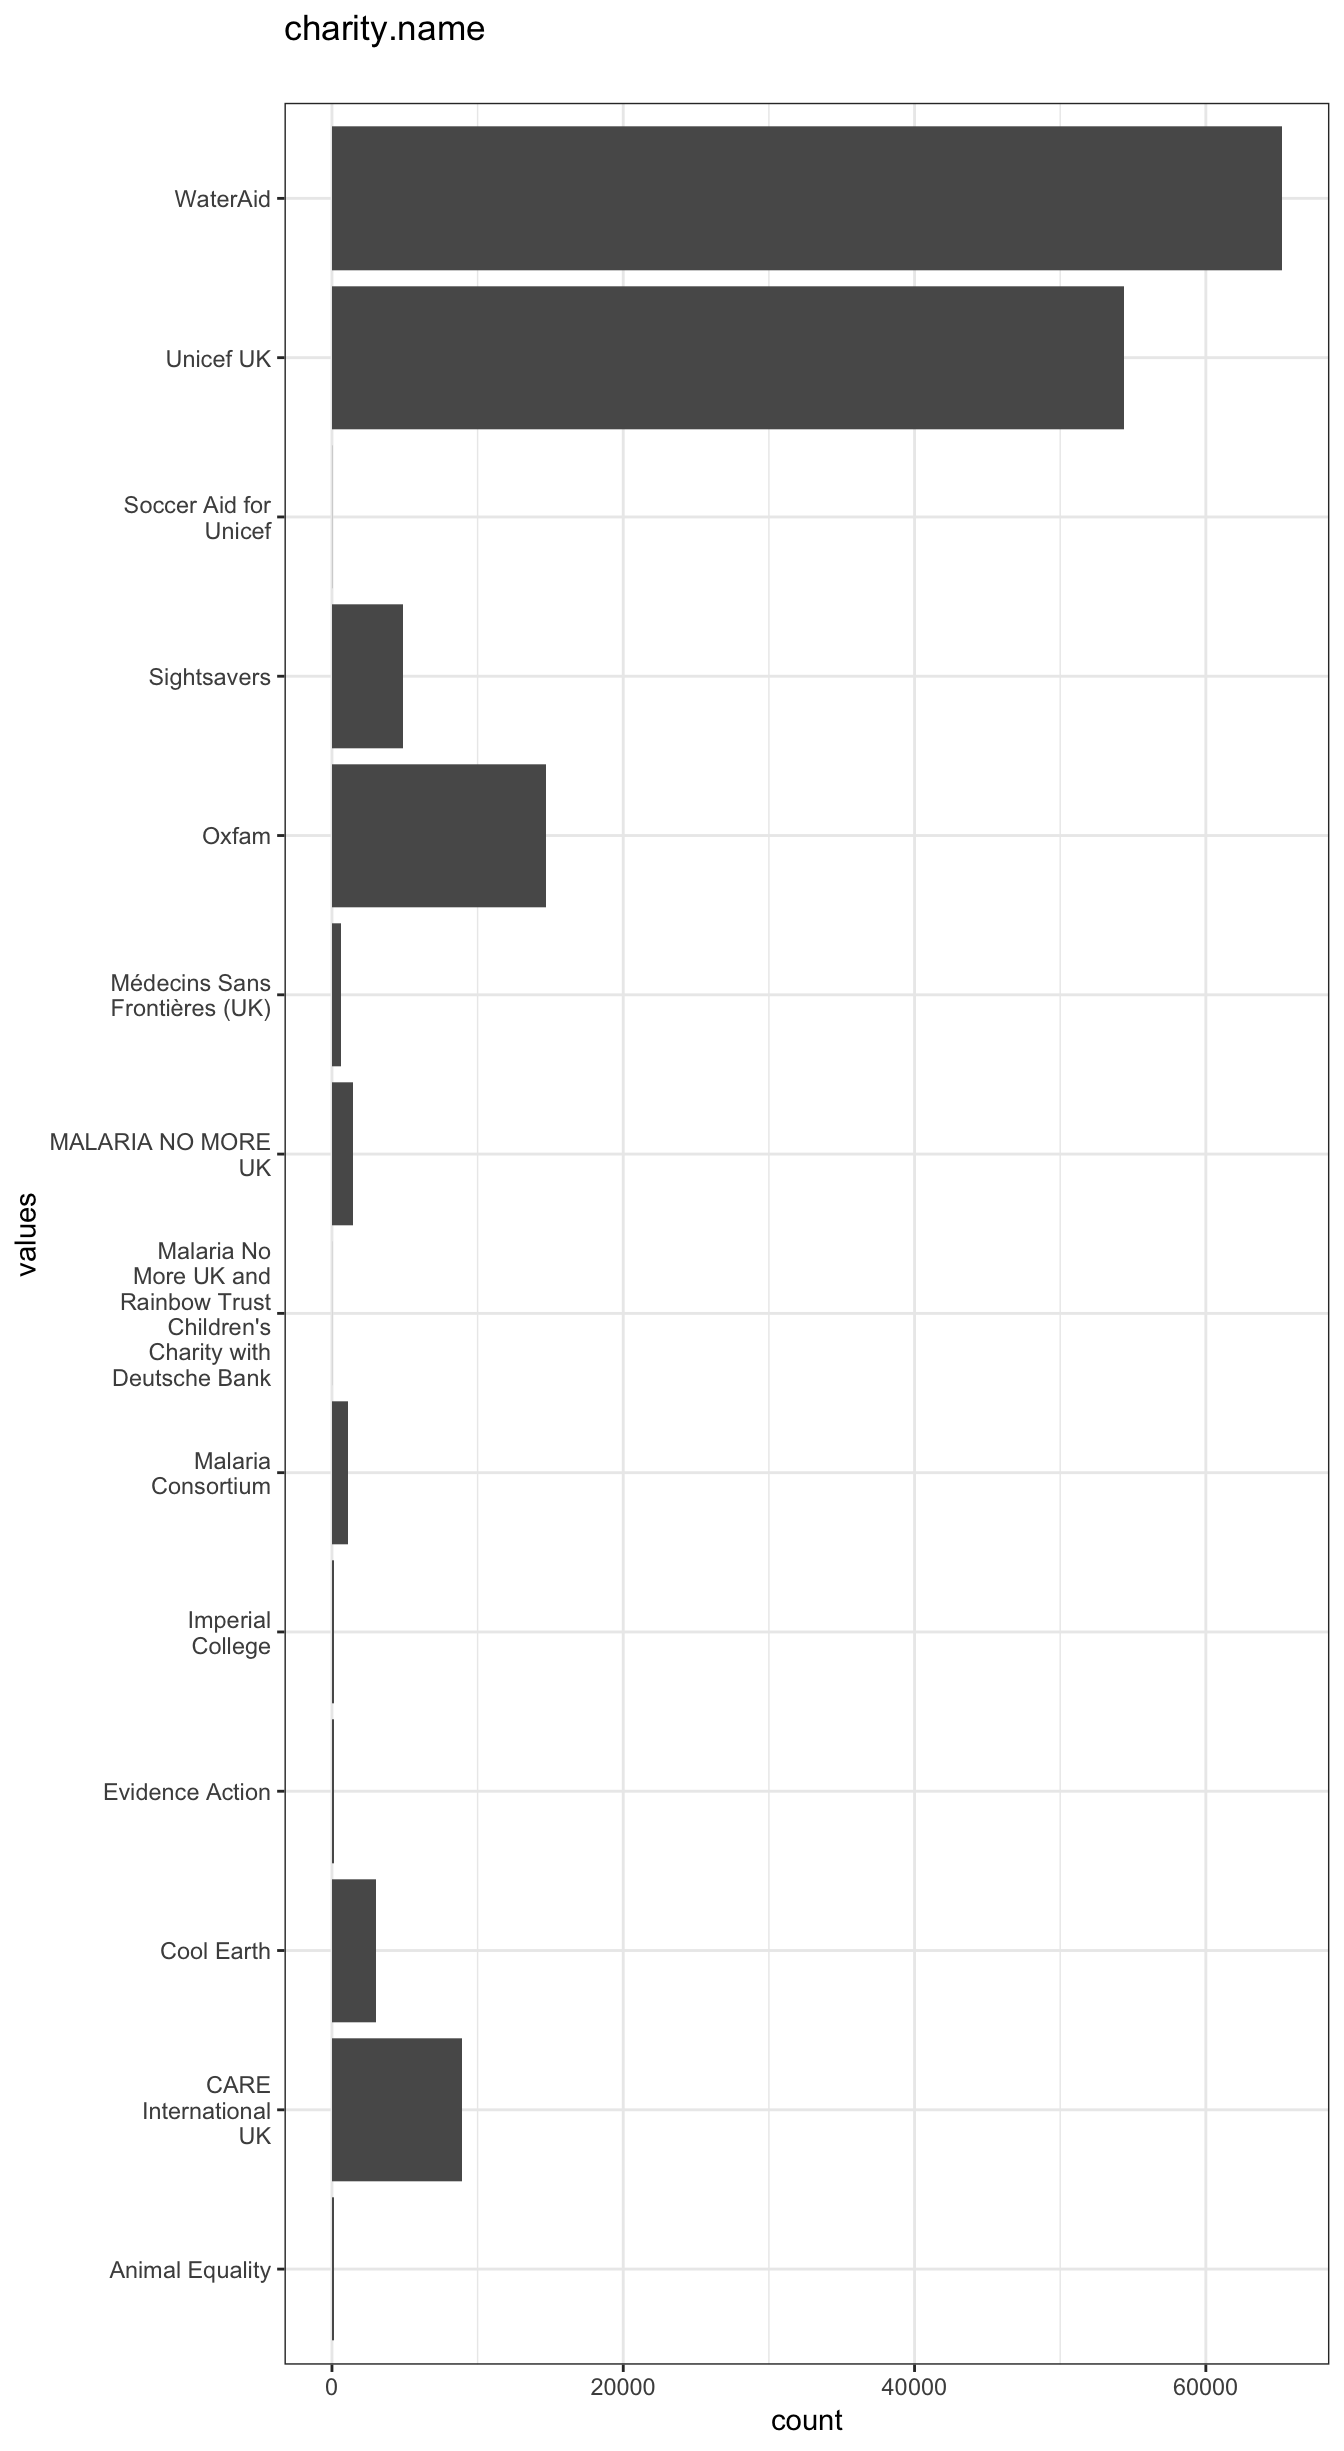 charity.name
WaterAid
Unicef UK
Soccer Aid for
Unicef
Sightsavers
Oxfam
Médecins Sans
Frontières (UK)
MALARIA NO MORE
UK
Malaria No
More UK and
Rainbow Trust
Children's
Charity with
Deutsche Bank
Malaria
Consortium
Imperial
College
Evidence Action
Cool Earth
CARE
International
UK
Animal Equality
values
0 20000 40000 60000
count